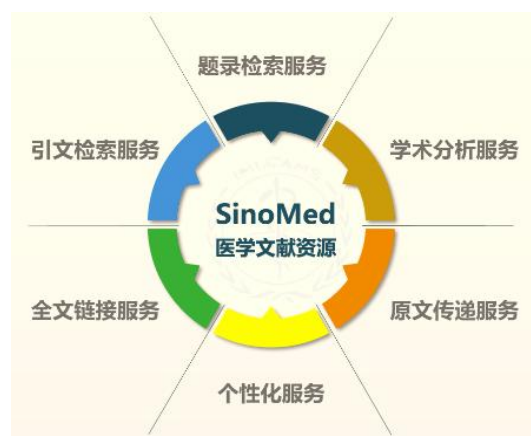 题录检索服务
引文检索服务
学术分析服务
SinoMed
医学文献资源
全文链接服务
原文传递服务
个性化服务